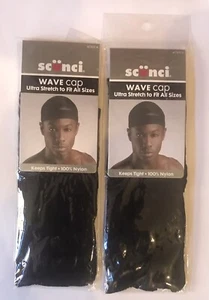 scünci
WAVE cap
Ultra Stretch to Fit All Sizes
Keeps Tight • 100% Nylon
scünci
WAVE cap
Ultra Stretch to Fit All Sizes
Keeps Tight • 100% Nylon